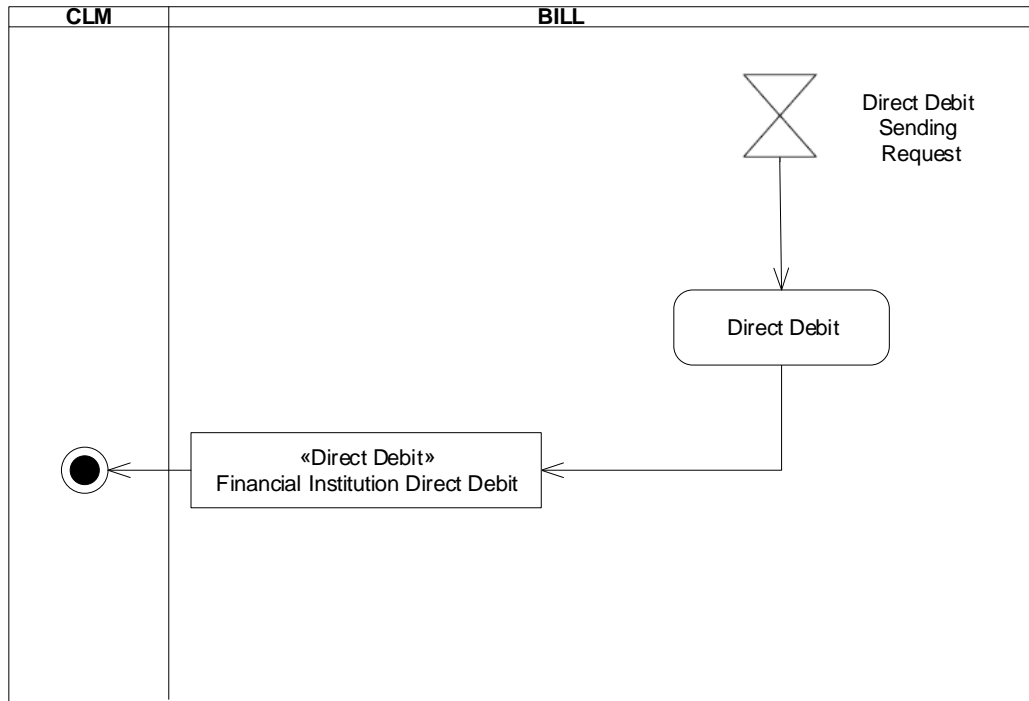 CLM
BILL
Direct Debit
Sending
Request
Direct Debit
«Direct Debit»
Financial Institution Direct Debit